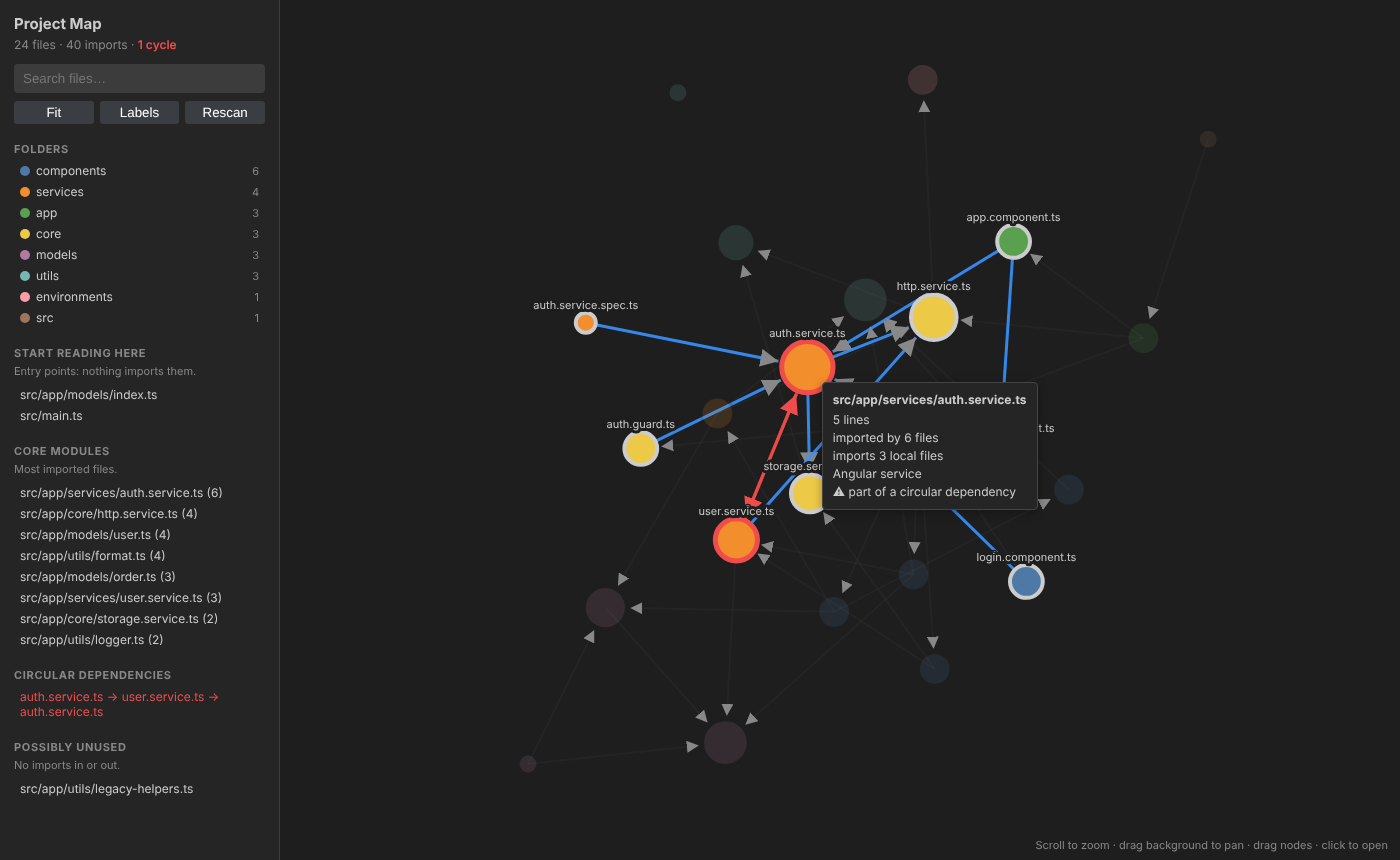 Project Map
24 files · 40 imports · 1 cycle
Search files…
Fit Labels Rescan
FOLDERS
components 6
services 4
app 3
core 3
models 3
utils 3
environments 1
src 1
START READING HERE
Entry points: nothing imports them.
src/app/models/index.ts
src/main.ts
CORE MODULES
Most imported files.
src/app/services/auth.service.ts (6)
src/app/core/http.service.ts (4)
src/app/models/user.ts (4)
src/app/utils/format.ts (4)
src/app/models/order.ts (3)
src/app/services/user.service.ts (3)
src/app/core/storage.service.ts (2)
src/app/utils/logger.ts (2)
CIRCULAR DEPENDENCIES
auth.service.ts → user.service.ts →
auth.service.ts
POSSIBLY UNUSED
No imports in or out.
src/app/utils/legacy-helpers.ts
app.component.ts
http.service.ts
auth.service.spec.ts
auth.service.ts
auth.guard.ts
storage.ser
user.service.ts
login.component.ts
t.ts
src/app/services/auth.service.ts
5 lines
imported by 6 files
imports 3 local files
Angular service
⚠ part of a circular dependency
Scroll to zoom · drag background to pan · drag nodes · click to open